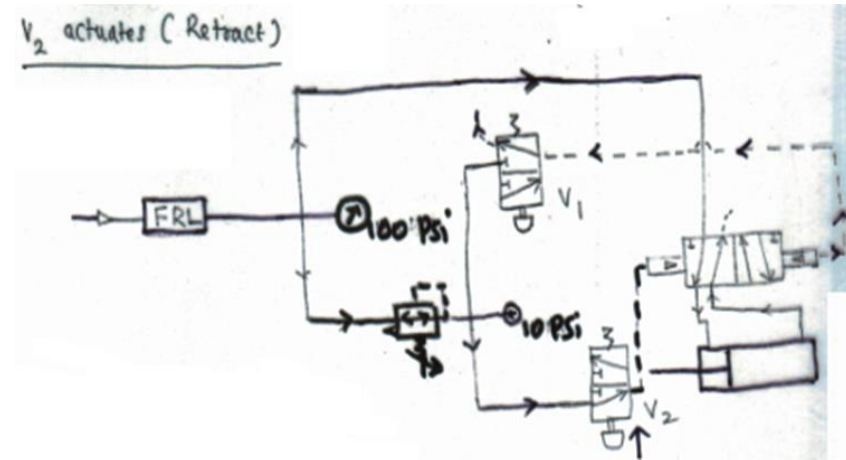 V2 actuates (Retract)
3
V1
FRL
100 PSi
10 PSi
3
V2